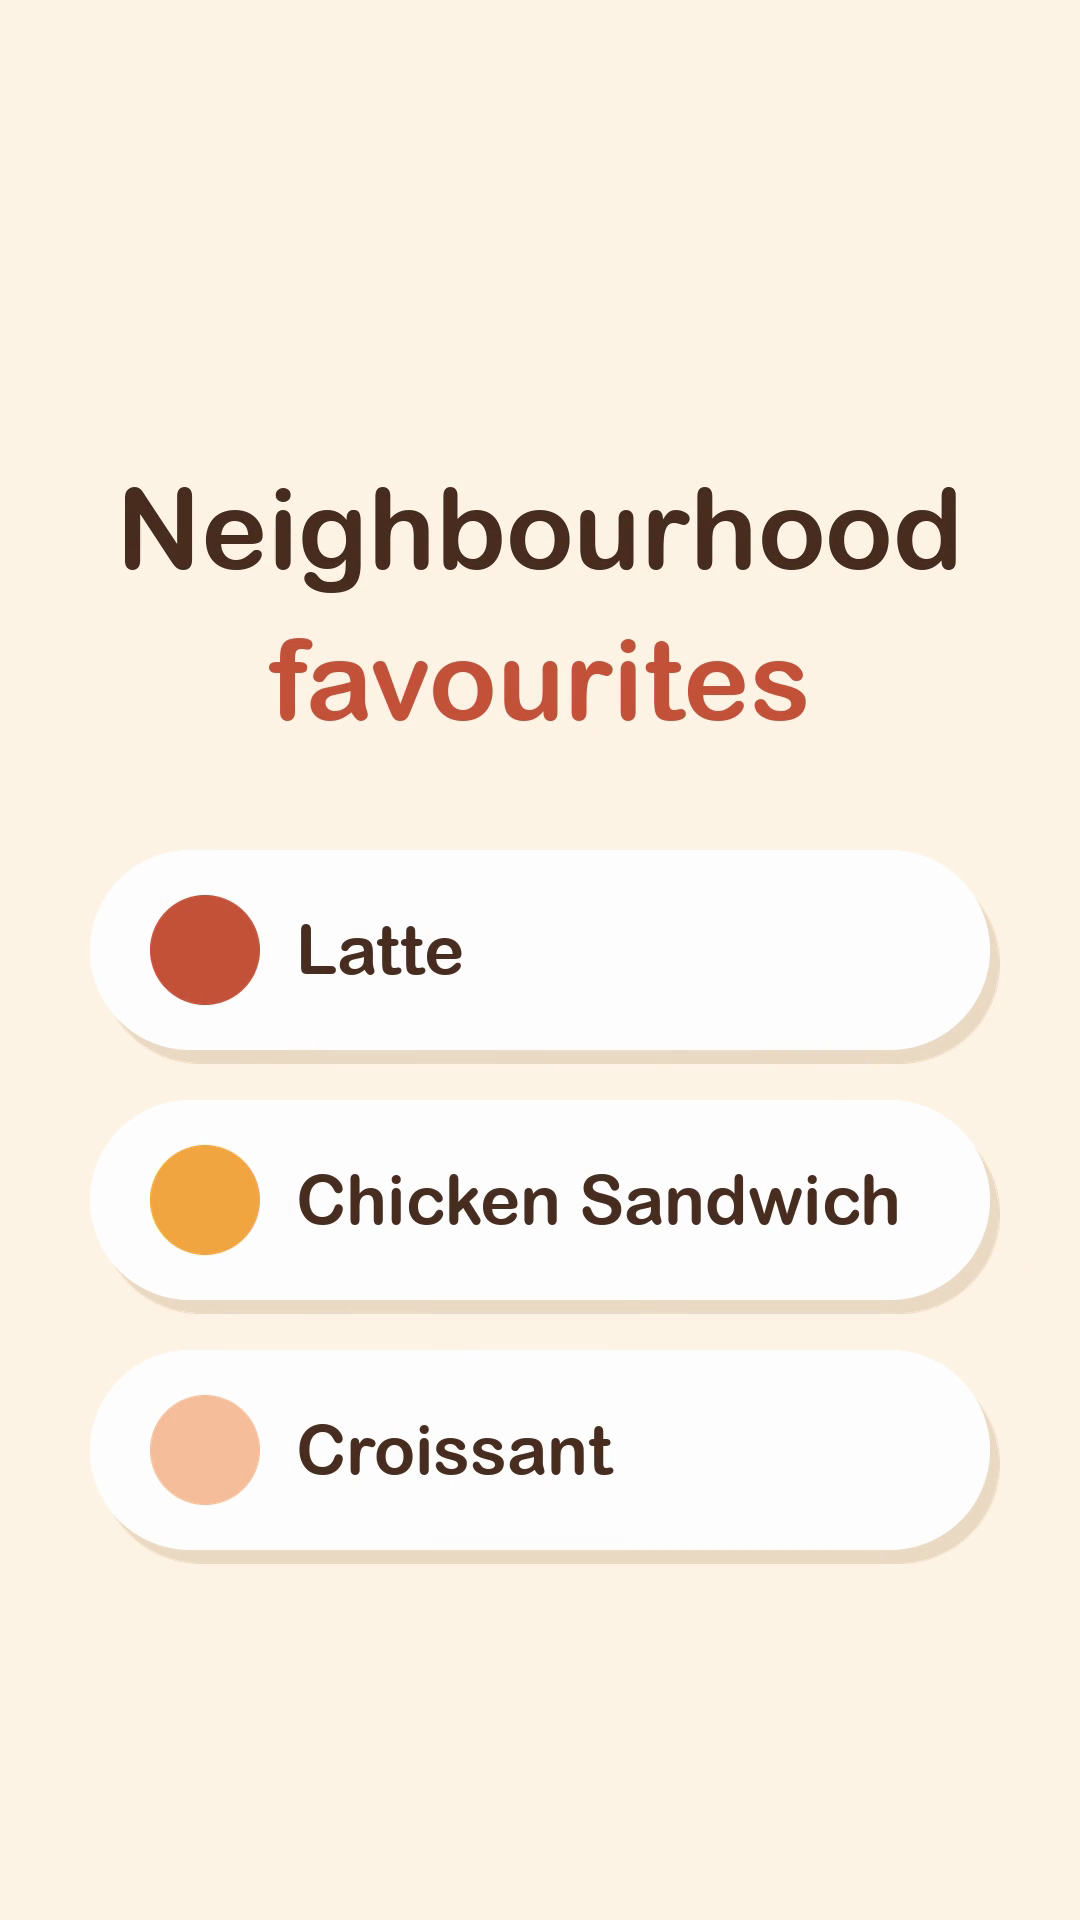 Neighbourhood
favourites
Latte
Chicken Sandwich
Croissant